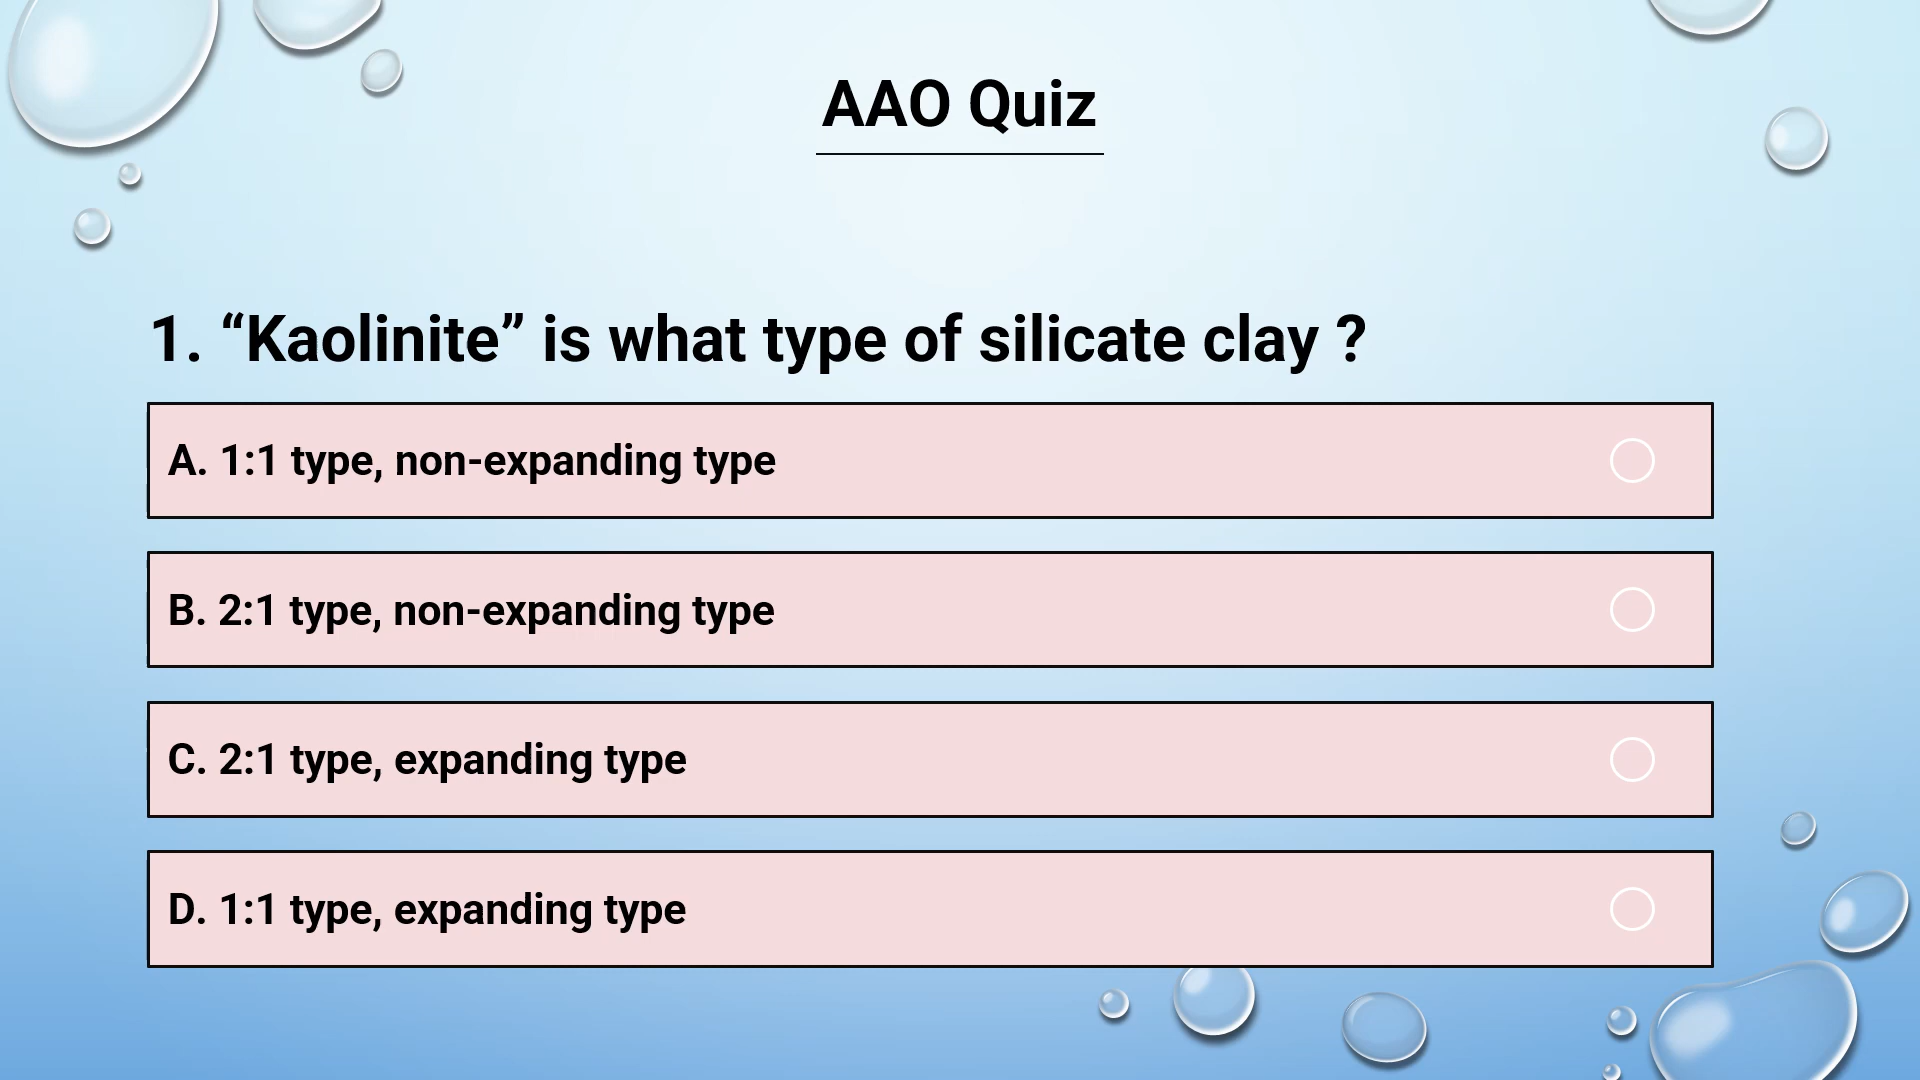 AAO Quiz
1. “Kaolinite” is what type of silicate clay ?
A. 1:1 type, non-expanding type
B. 2:1 type, non-expanding type
C. 2:1 type, expanding type
D. 1:1 type, expanding type